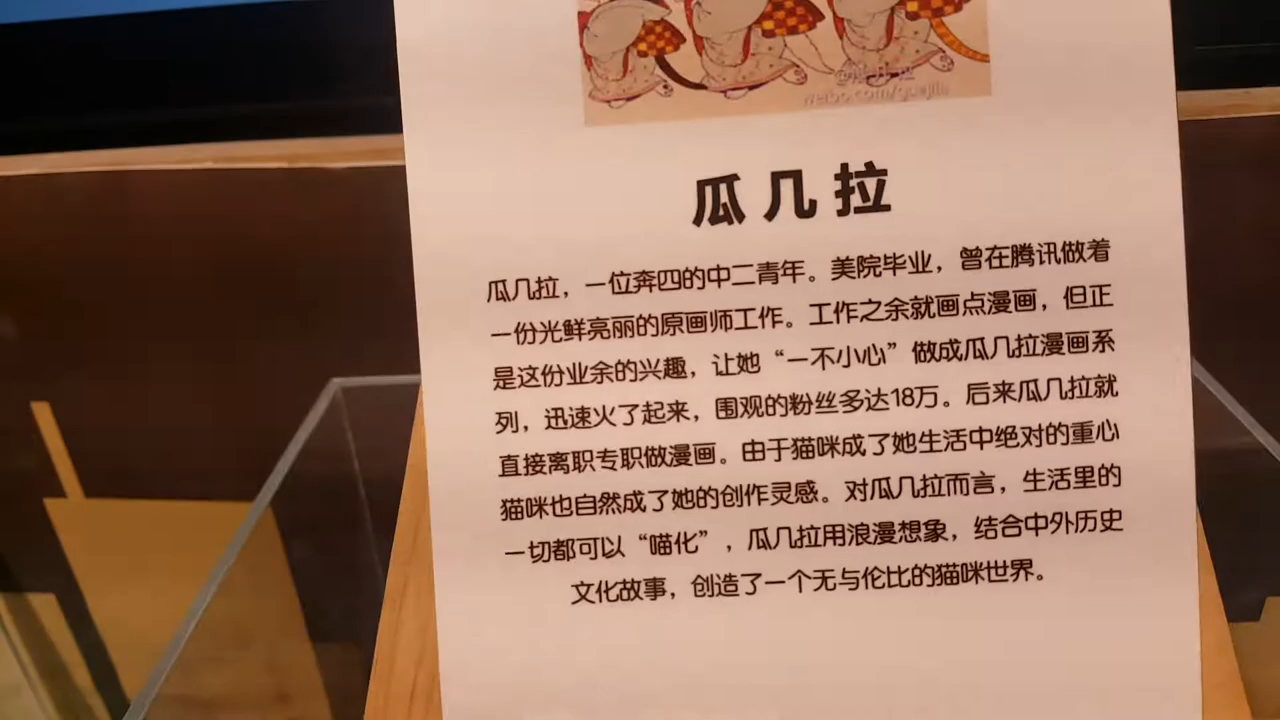 weibo.com/guajila
瓜几拉
瓜几拉，一位奔四的中二青年。美院毕业，曾在腾讯做着
一份光鲜亮丽的原画师工作。工作之余就画点漫画，但正
是这份业余的兴趣，让她“一不小心”做成瓜几拉漫画系
列，迅速火了起来，围观的粉丝多达18万。后来瓜几拉就
直接离职专职做漫画。由于猫咪成了她生活中绝对的重心
猫咪也自然成了她的创作灵感。对瓜几拉而言，生活里的
一切都可以“喵化”，瓜几拉用浪漫想象，结合中外历史
文化故事，创造了一个无与伦比的猫咪世界。